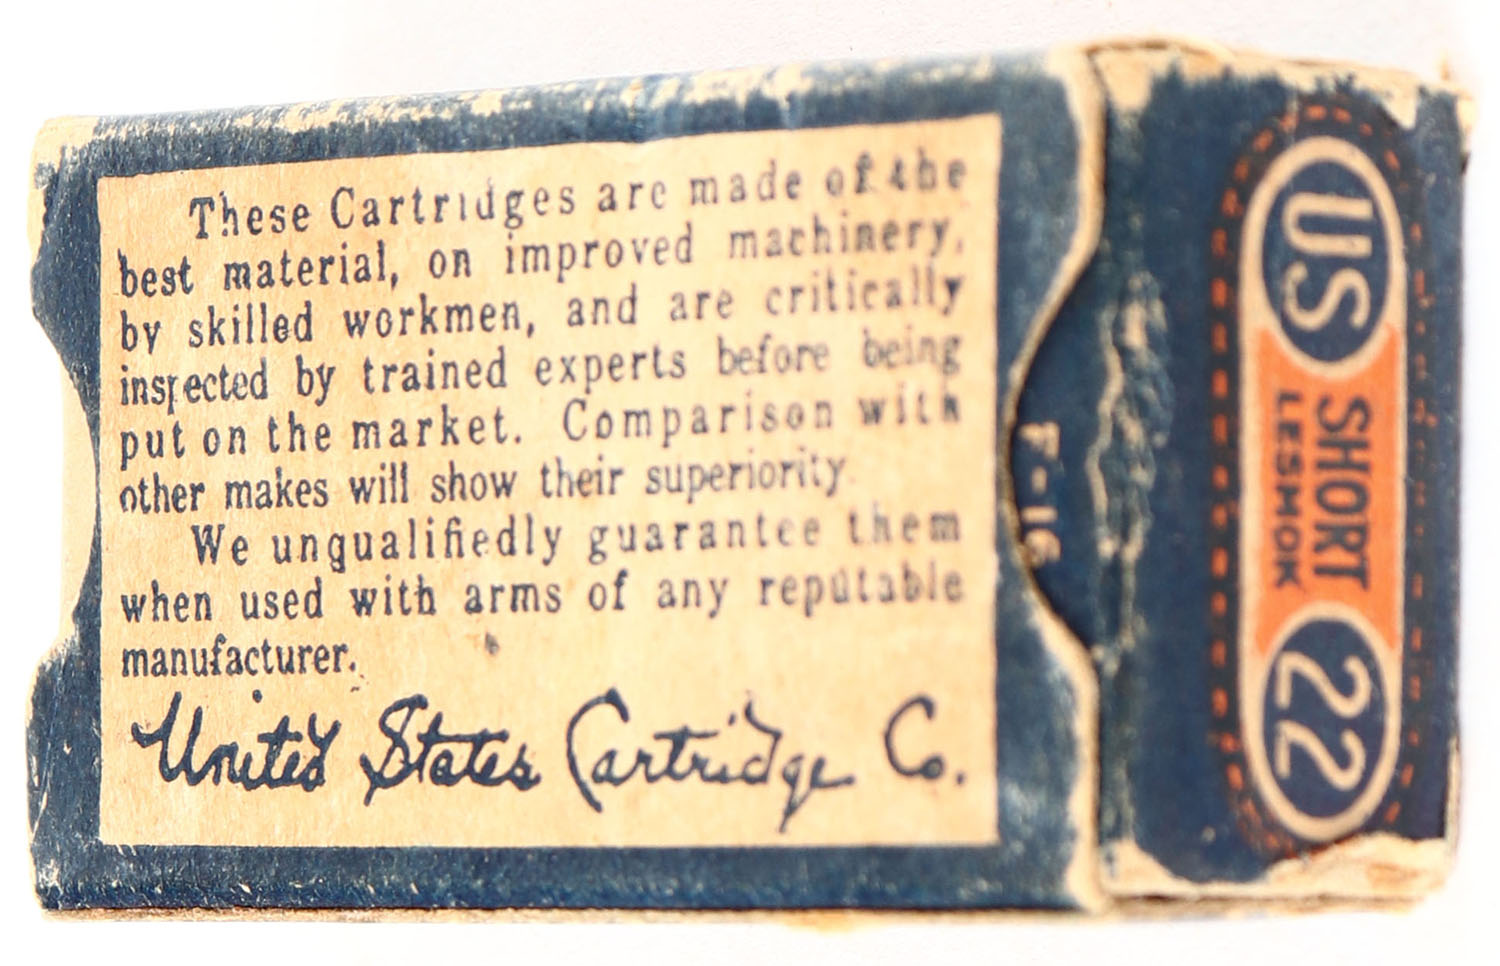 These Cartridges are made of the
best material, on improved machinery,
by skilled workmen, and are critically
inspected by trained experts before being
put on the market. Comparison with
other makes will show their superiority.
We unqualifiedly guarantee them
when used with arms of any reputable
manufacturer.
United States Cartridge Co.
F-16
US
SHORT
LESMOK
22